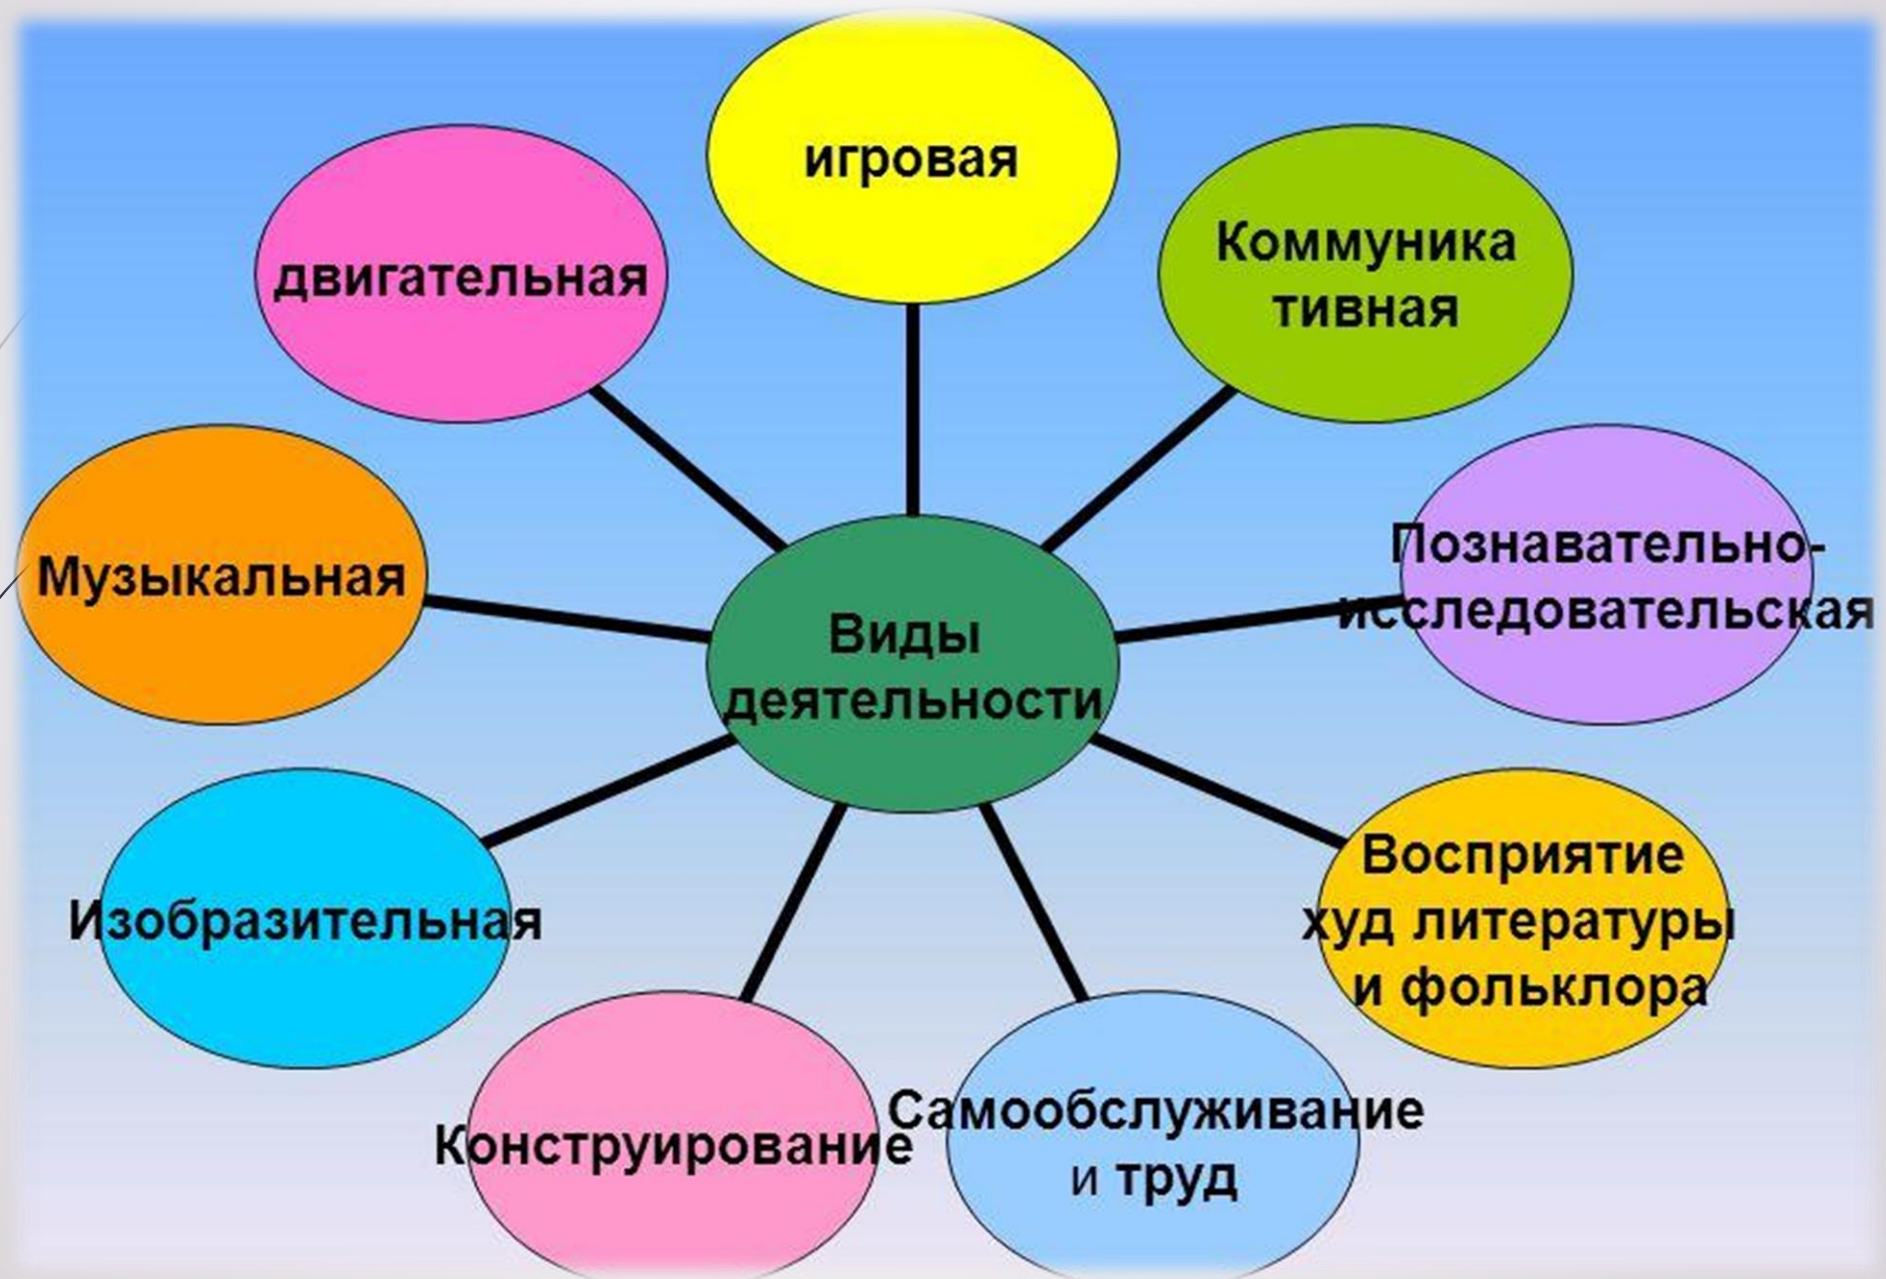 игровая
двигательная
Коммуника
тивная
Музыкальная
Познавательно-
исследовательская
Виды
деятельности
Изобразительная
Восприятие
худ литературы
и фольклора
Конструирование
Самообслуживание
и труд